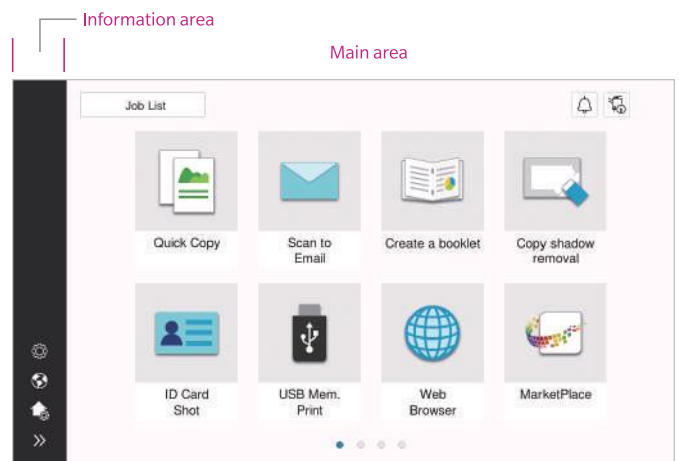 Information area
Main area
Job List
Quick Copy
Scan to
Email
Create a booklet
Copy shadow
removal
ID Card
Shot
USB Mem.
Print
Web
Browser
MarketPlace